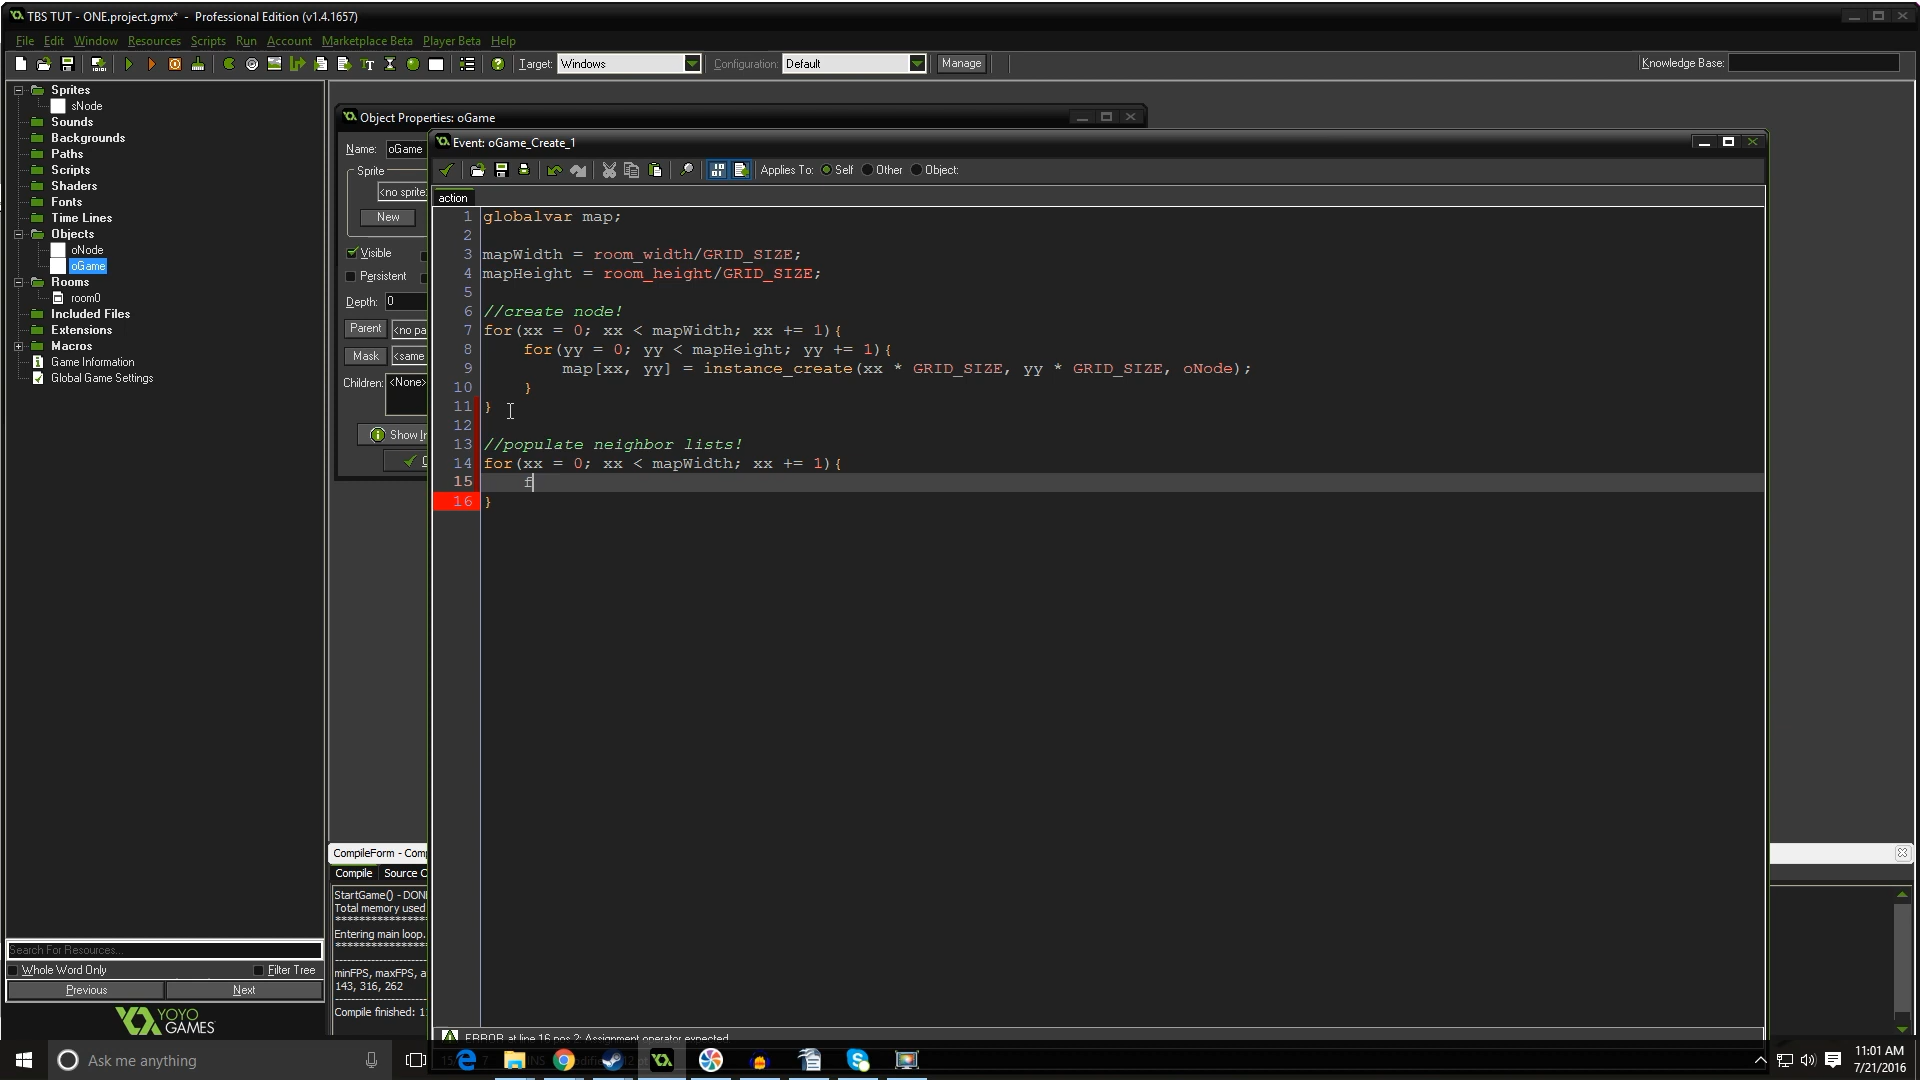 TBS TUT - ONE.project.gmx* - Professional Edition (v1.4.1657)
File Edit Window Resources Scripts Run Account Marketplace Beta Player Beta Help
Target: Windows Configuration: Default Manage Knowledge Base:
Sprites
sNode
Sounds
Backgrounds
Paths
Scripts
Shaders
Fonts
Time Lines
Objects
oNode
oGame
Rooms
room0
Included Files
Extensions
Macros
Game Information
Global Game Settings
Search For Resources...
Whole Word Only Filter Tree
Previous Next
YOYO GAMES
Object Properties: oGame
Name: oGame
Sprite
<no sprite
New
Visible
Persistent
Depth: 0
Parent <no pa
Mask <same
Children: <None>
Show In
Event: oGame_Create_1
Applies To: Self Other Object:
action
1 globalvar map;
2
3 mapWidth = room_width/GRID_SIZE;
4 mapHeight = room_height/GRID_SIZE;
5
6 //create node!
7 for(xx = 0; xx < mapWidth; xx += 1){
8 for(yy = 0; yy < mapHeight; yy += 1){
9 map[xx, yy] = instance_create(xx * GRID_SIZE, yy * GRID_SIZE, oNode);
10 }
11 }
12
13 //populate neighbor lists!
14 for(xx = 0; xx < mapWidth; xx += 1){
15 f
16 }
ERROR at line 16 pos 2: Assignment operator expected
CompileForm - Com
Compile Source C
StartGame() - DON
Total memory used
Entering main loop.
minFPS, maxFPS, a
143, 316, 262
Compile finished: 1
Ask me anything
11:01 AM
7/21/2016